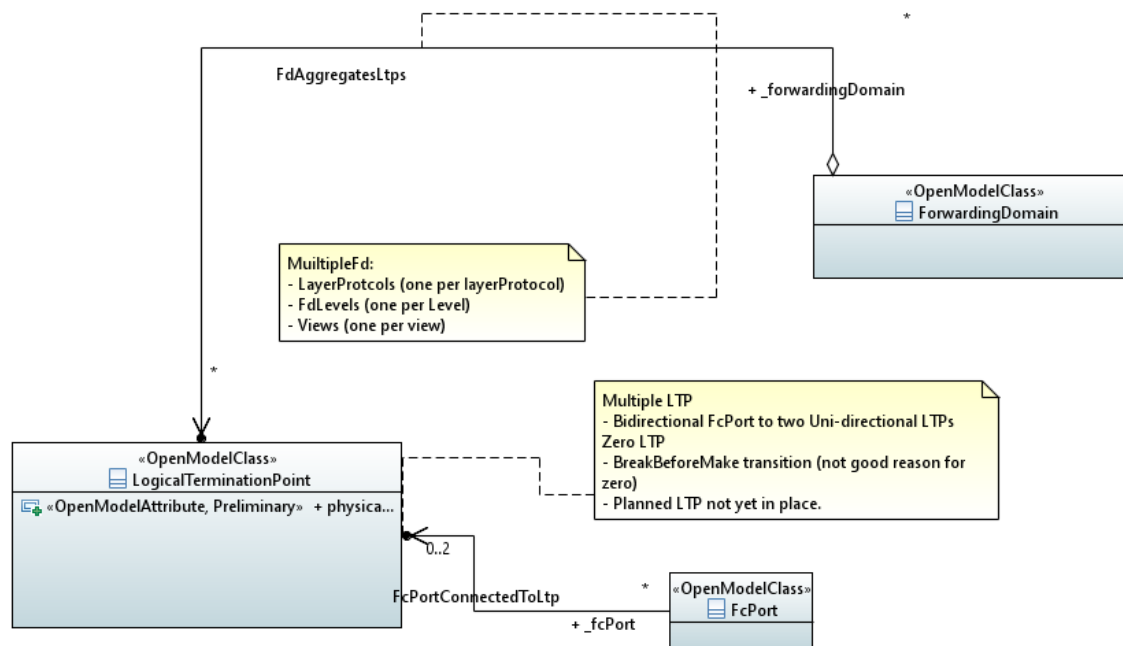 *
FdAggregatesLtps
+ _forwardingDomain
«OpenModelClass»
ForwardingDomain
MuiltipleFd:
- LayerProtcols (one per layerProtocol)
- FdLevels (one per Level)
- Views (one per view)
*
Multiple LTP
- Bidirectional FcPort to two Uni-directional LTPs
Zero LTP
- BreakBeforeMake transition (not good reason for
zero)
- Planned LTP not yet in place.
«OpenModelClass»
LogicalTerminationPoint
«OpenModelAttribute, Preliminary» + physica...
0..2
FcPortConnectedToLtp
*
+ _fcPort
«OpenModelClass»
FcPort